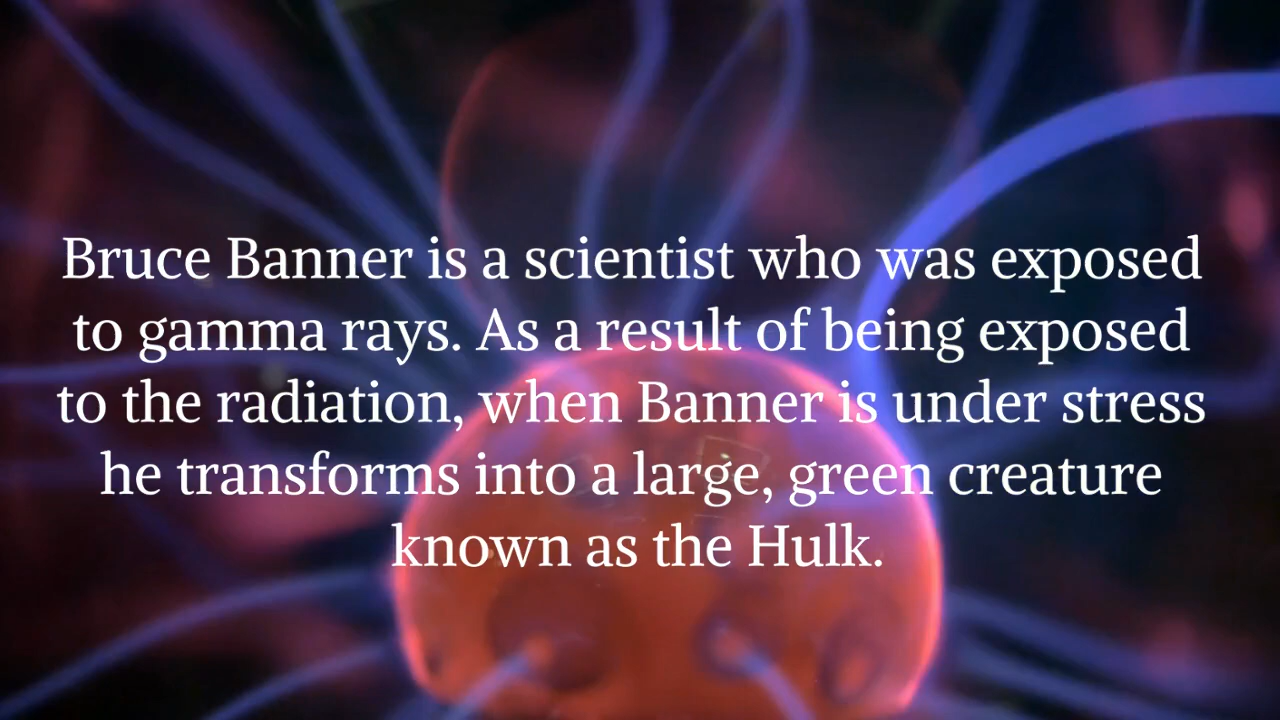 Bruce Banner is a scientist who was exposed
to gamma rays. As a result of being exposed
to the radiation, when Banner is under stress
he transforms into a large, green creature
known as the Hulk.